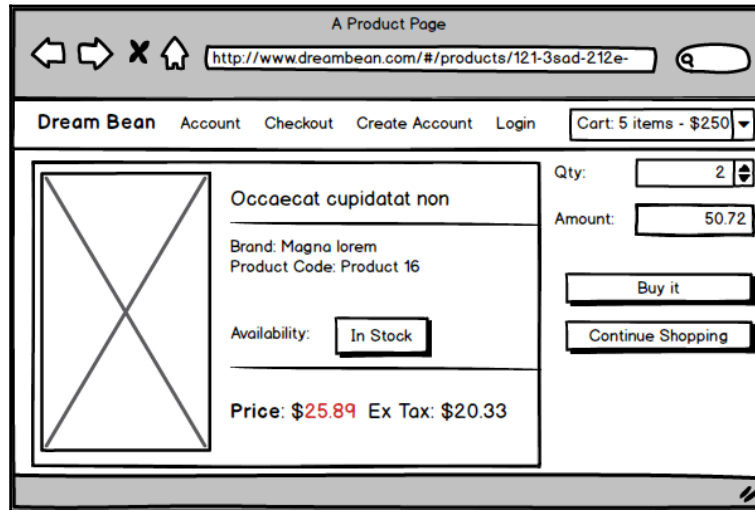 A Product Page
http://www.dreambean.com/#/products/121-3sad-212e-
Dream Bean Account Checkout Create Account Login Cart: 5 items - $250
Occaecat cupidatat non
Brand: Magna lorem
Product Code: Product 16
Availability: In Stock
Price: $25.89 Ex Tax: $20.33
Qty: 2
Amount: 50.72
Buy it
Continue Shopping